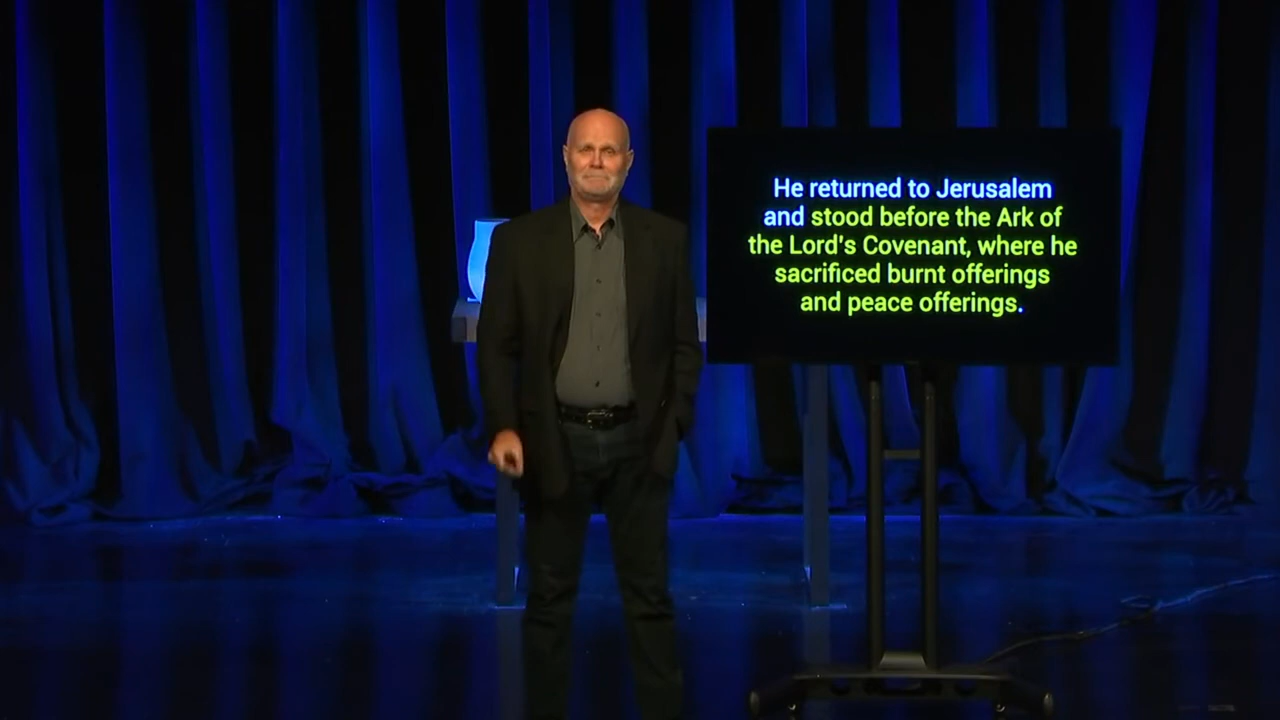 He returned to Jerusalem
and stood before the Ark of
the Lord's Covenant, where he
sacrificed burnt offerings
and peace offerings.